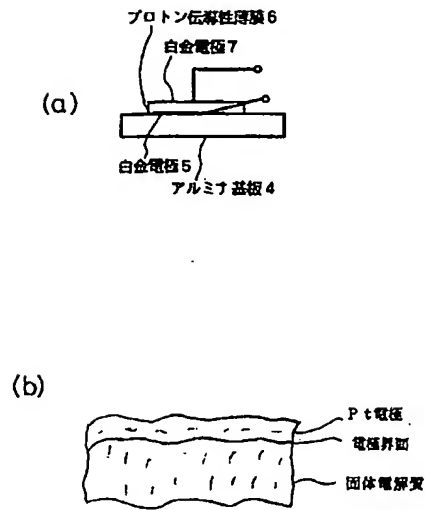 プロトン伝導性薄膜6
白金電極7
(a)
白金電極5
アルミナ基板4
(b)
Pt電極
電極界面
固体電解質